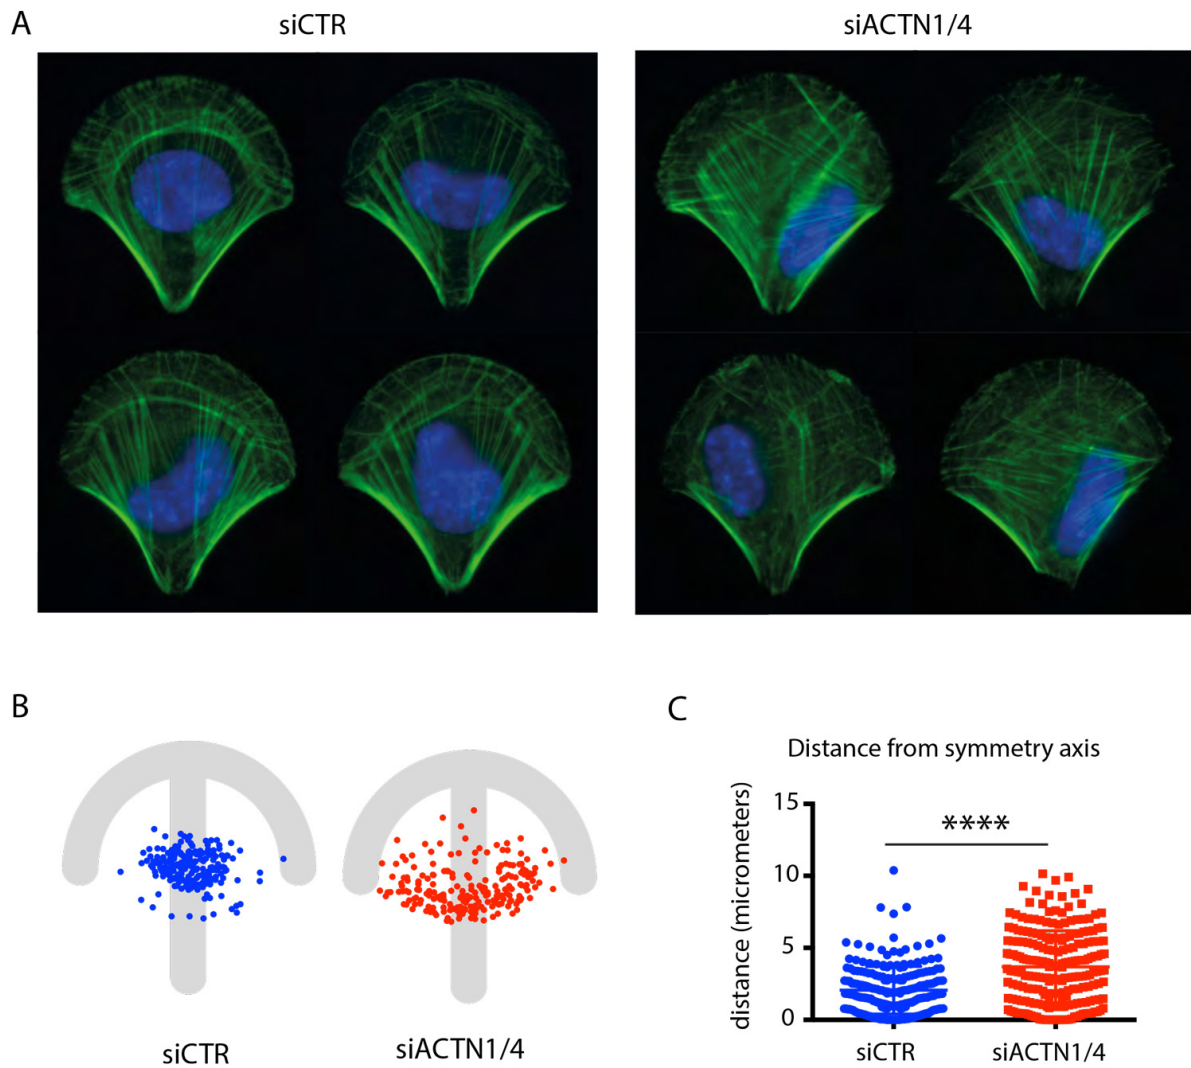 A
siCTR
siACTN1/4
B
siCTR
siACTN1/4
C
Distance from symmetry axis
distance (micrometers)
15
10
5
0
****
siCTR
siACTN1/4